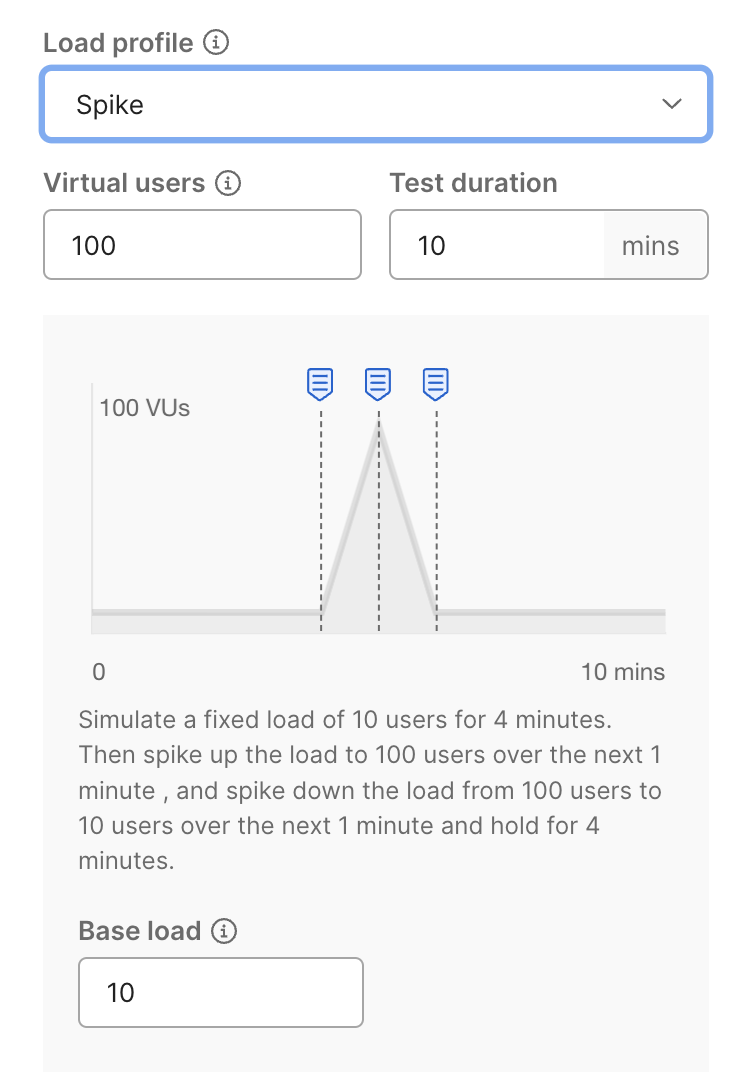 Load profile
Spike
Virtual users
Test duration
100
10 mins
100 VUs
0
10 mins
Simulate a fixed load of 10 users for 4 minutes.
Then spike up the load to 100 users over the next 1
minute , and spike down the load from 100 users to
10 users over the next 1 minute and hold for 4
minutes.
Base load
10